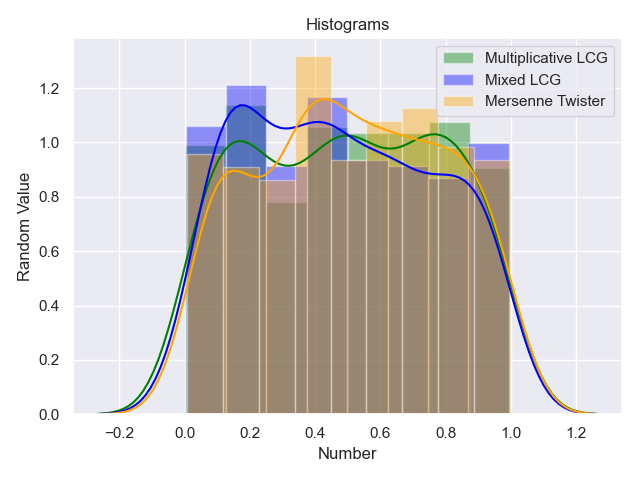 Histograms
Multiplicative LCG
Mixed LCG
Mersenne Twister
Random Value
1.2
1.0
0.8
0.6
0.4
0.2
0.0
−0.2 0.0 0.2 0.4 0.6 0.8 1.0 1.2
Number